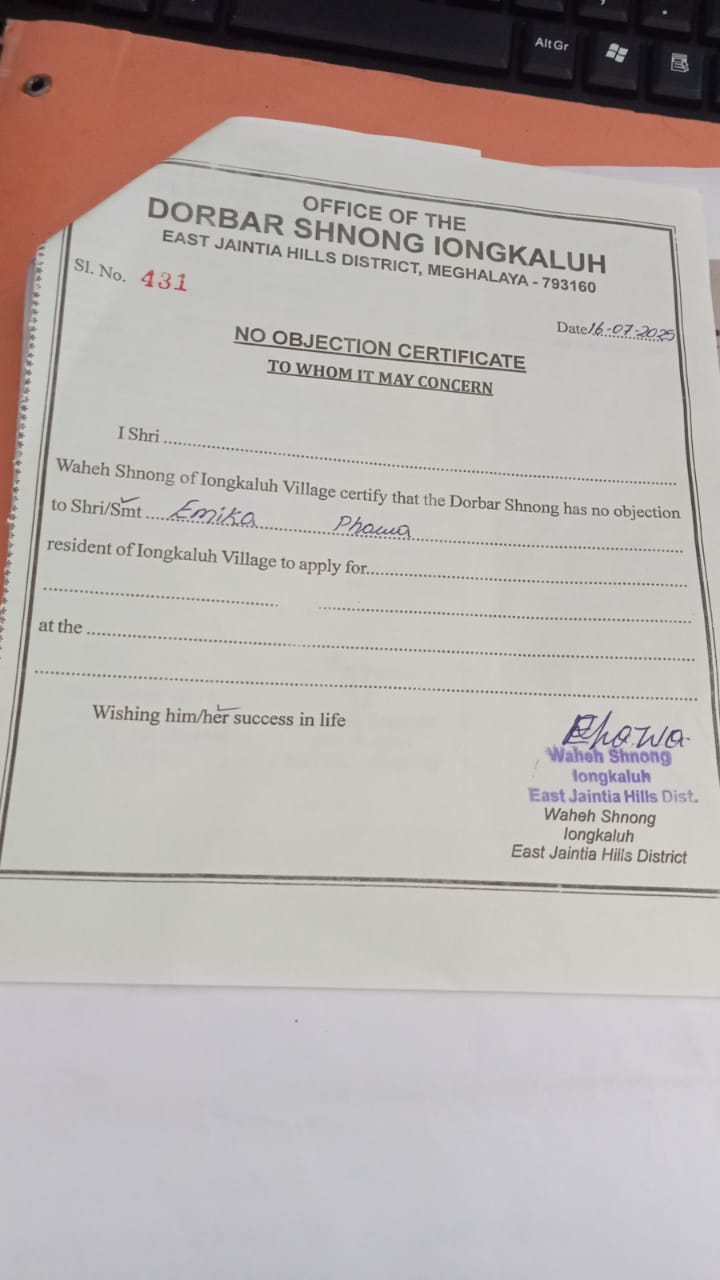 Alt Gr
OFFICE OF THE
DORBAR SHNONG IONGKALUH
EAST JAINTIA HILLS DISTRICT, MEGHALAYA - 793160
Sl. No. 431
Date 16-07-2025
NO OBJECTION CERTIFICATE
TO WHOM IT MAY CONCERN
I Shri
Waheh Shnong of Iongkaluh Village certify that the Dorbar Shnong has no objection
to Shri/Smt Emika Phawa
resident of Iongkaluh Village to apply for
at the
Wishing him/her success in life
Phawa
Waheh Shnong
Iongkaluh
East Jaintia Hills Dist.
Waheh Shnong
Iongkaluh
East Jaintia Hills District